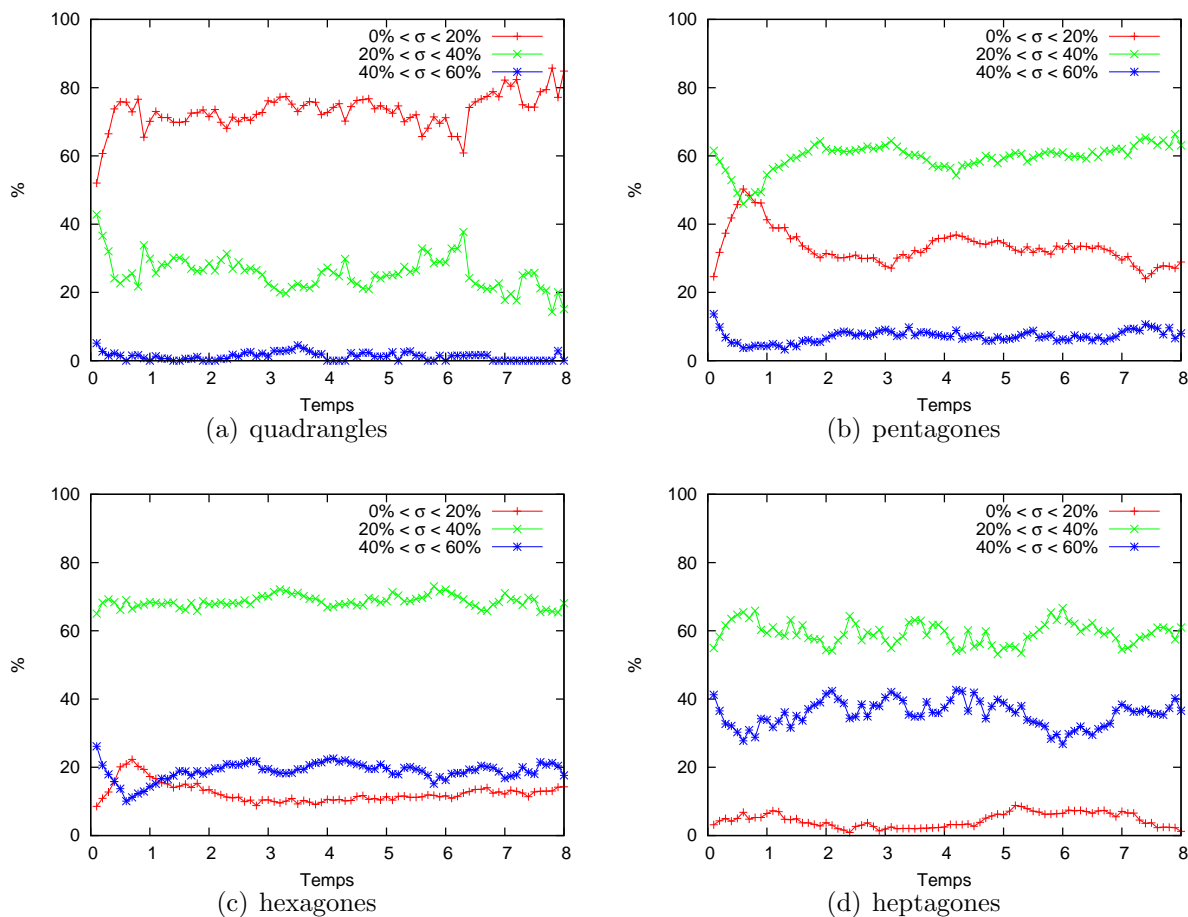 100
80
60
40
20
0
%
0% < σ < 20%
20% < σ < 40%
40% < σ < 60%
0 1 2 3 4 5 6 7 8
Temps
(a) quadrangles
100
80
60
40
20
0
%
0% < σ < 20%
20% < σ < 40%
40% < σ < 60%
0 1 2 3 4 5 6 7 8
Temps
(b) pentagones
100
80
60
40
20
0
%
0% < σ < 20%
20% < σ < 40%
40% < σ < 60%
0 1 2 3 4 5 6 7 8
Temps
(c) hexagones
100
80
60
40
20
0
%
0% < σ < 20%
20% < σ < 40%
40% < σ < 60%
0 1 2 3 4 5 6 7 8
Temps
(d) heptagones